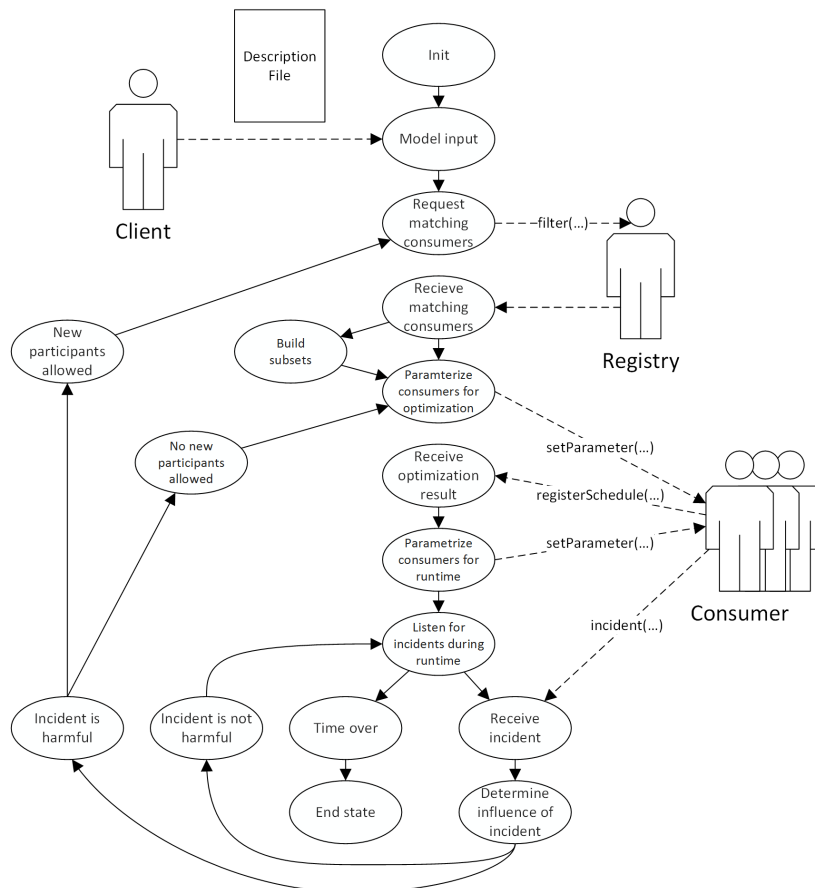 Description
File
Init
Model input
Client
Request
matching
consumers
filter(...)
Recieve
matching
consumers
Registry
New
participants
allowed
Build
subsets
Paramterize
consumers for
optimization
No new
participants
allowed
setParameter(...)
Receive
optimization
result
registerSchedule(...)
Parametrize
consumers for
runtime
setParameter(...)
Consumer
Listen for
incidents during
runtime
incident(...)
Incident is
harmful
Incident is not
harmful
Time over
Receive
incident
End state
Determine
influence of
incident